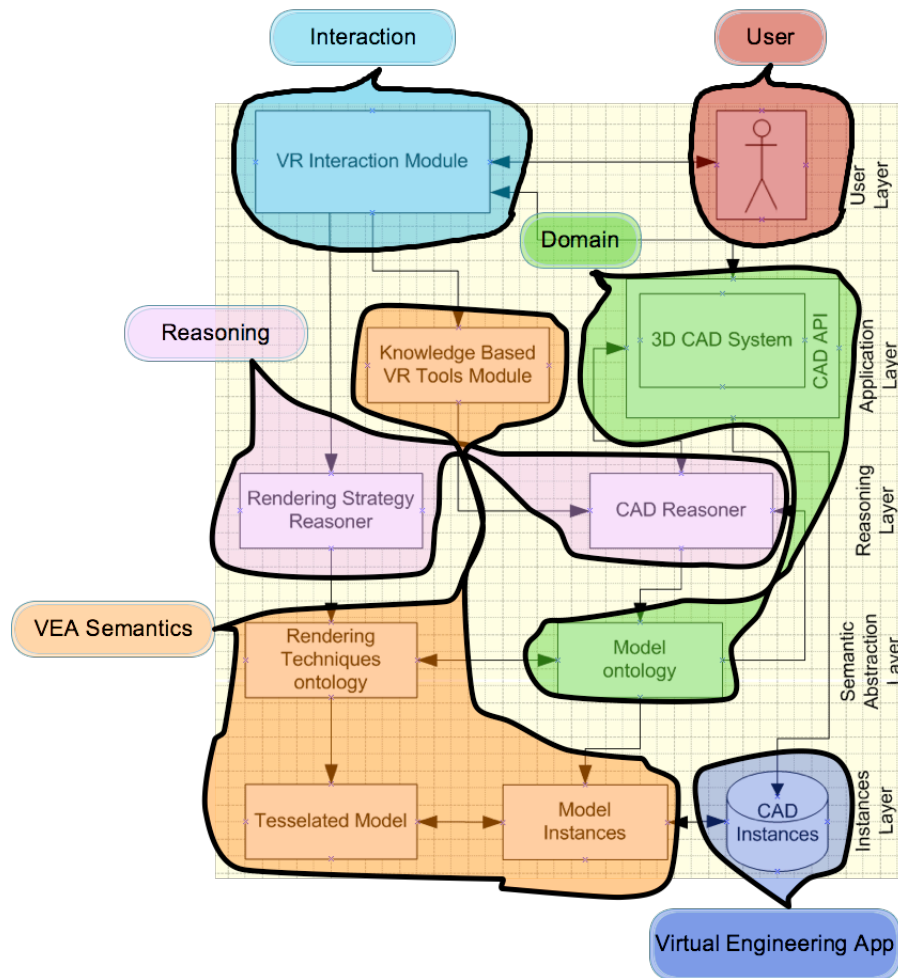 Interaction
User
VR Interaction Module
User
Layer
Domain
Reasoning
Knowledge Based
VR Tools Module
3D CAD System
CAD API
Application
Layer
Rendering Strategy
Reasoner
CAD Reasoner
Reasoning
Layer
VEA Semantics
Rendering
Techniques
ontology
Model
ontology
Semantic
Abstraction
Layer
Tesselated Model
Model
Instances
CAD
Instances
Instances
Layer
Virtual Engineering App